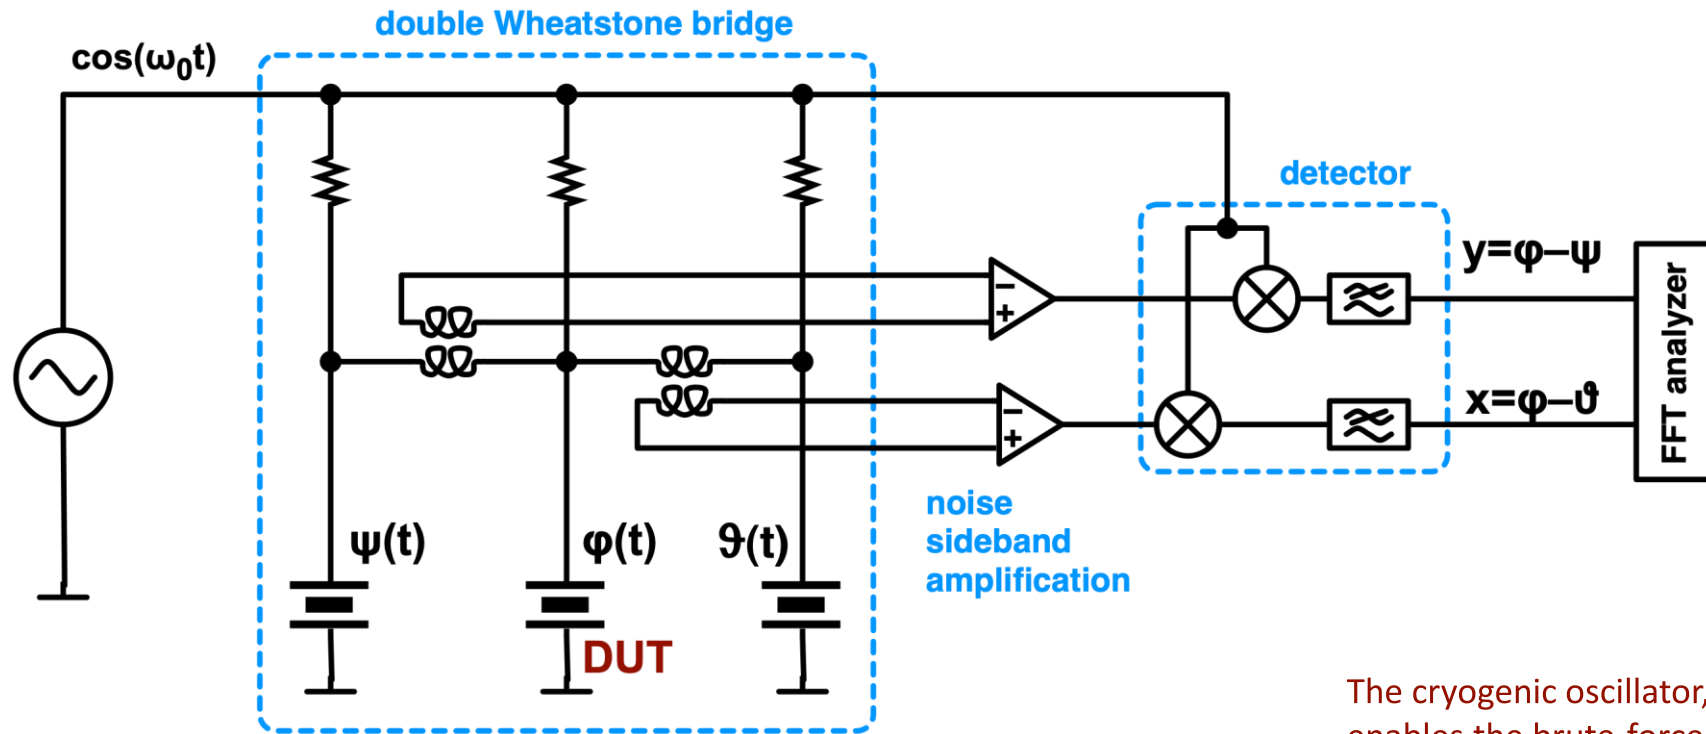 double Wheatstone bridge
cos(ω₀t)
detector
y=φ–ψ
x=φ–ϑ
FFT analyzer
–
+
–
+
noise
sideband
amplification
ψ(t)
φ(t)
ϑ(t)
DUT
The cryogenic oscillator,